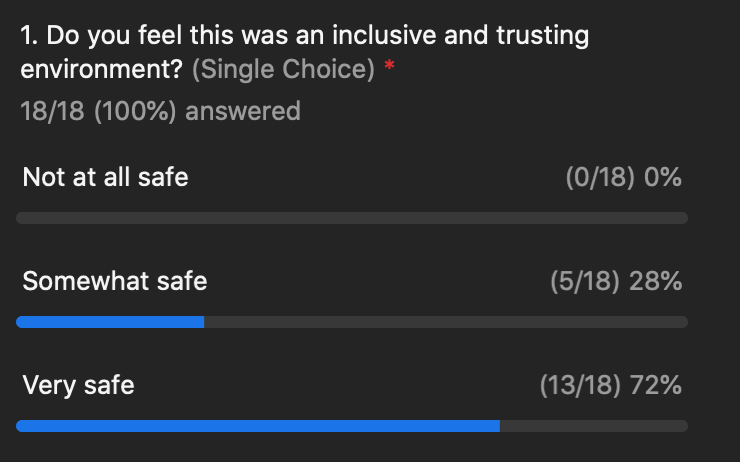 1. Do you feel this was an inclusive and trusting
environment? (Single Choice) *
18/18 (100%) answered
Not at all safe (0/18) 0%
Somewhat safe (5/18) 28%
Very safe (13/18) 72%